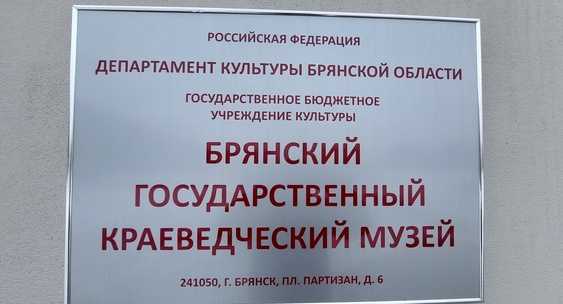 РОССИЙСКАЯ ФЕДЕРАЦИЯ
ДЕПАРТАМЕНТ КУЛЬТУРЫ БРЯНСКОЙ ОБЛАСТИ
ГОСУДАРСТВЕННОЕ БЮДЖЕТНОЕ
УЧРЕЖДЕНИЕ КУЛЬТУРЫ
БРЯНСКИЙ
ГОСУДАРСТВЕННЫЙ
КРАЕВЕДЧЕСКИЙ МУЗЕЙ
241050, Г. БРЯНСК, ПЛ. ПАРТИЗАН, Д. 6